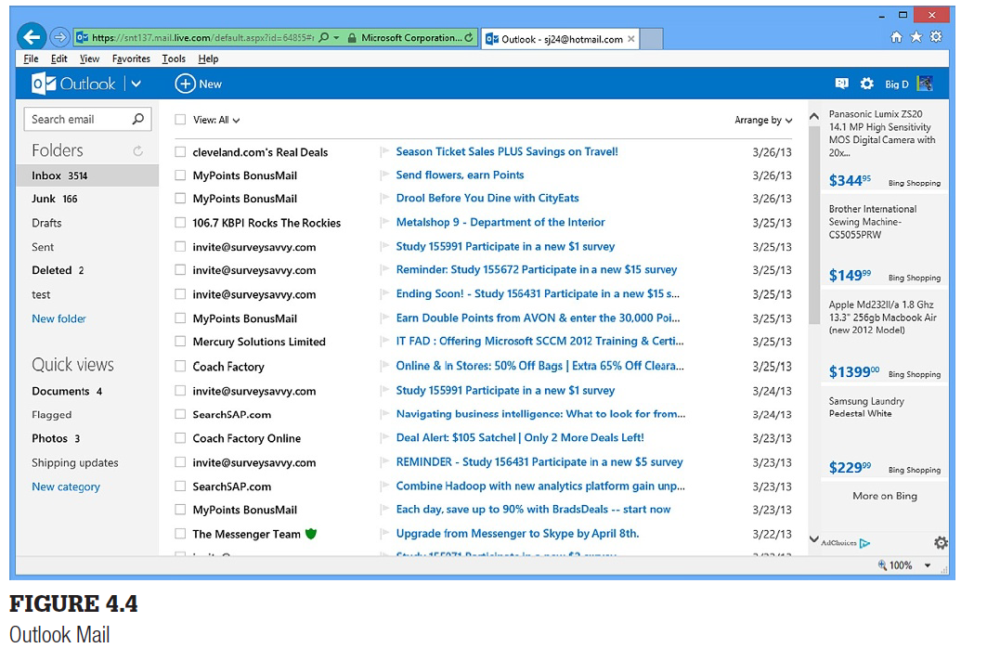 https://snt137.mail.live.com/default.aspx?id=64855#r
Microsoft Corporation...
Outlook - sj24@hotmail.com
File Edit View Favorites Tools Help
Outlook
New
Big D
Search email
View: All
Arrange by
Folders
Inbox 3514
Junk 166
Drafts
Sent
Deleted 2
test
New folder
Quick views
Documents 4
Flagged
Photos 3
Shipping updates
New category
cleveland.com's Real Deals Season Ticket Sales PLUS Savings on Travel! 3/26/13
MyPoints BonusMail Send flowers, earn Points 3/26/13
MyPoints BonusMail Drool Before You Dine with CityEats 3/26/13
106.7 KBPI Rocks The Rockies Metalshop 9 - Department of the Interior 3/25/13
invite@surveysavvy.com Study 155991 Participate in a new $1 survey 3/25/13
invite@surveysavvy.com Reminder: Study 155672 Participate in a new $15 survey 3/25/13
invite@surveysavvy.com Ending Soon! - Study 156431 Participate in a new $15 s... 3/25/13
MyPoints BonusMail Earn Double Points from AVON & enter the 30,000 Poi... 3/25/13
Mercury Solutions Limited IT FAD : Offering Microsoft SCCM 2012 Training & Certi... 3/25/13
Coach Factory Online & In Stores: 50% Off Bags | Extra 65% Off Cleara... 3/25/13
invite@surveysavvy.com Study 155991 Participate in a new $1 survey 3/24/13
SearchSAP.com Navigating business intelligence: What to look for from... 3/24/13
Coach Factory Online Deal Alert: $105 Satchel | Only 2 More Deals Left! 3/23/13
invite@surveysavvy.com REMINDER - Study 156431 Participate in a new $5 survey 3/23/13
SearchSAP.com Combine Hadoop with new analytics platform gain unp... 3/23/13
MyPoints BonusMail Each day, save up to 90% with BradsDeals -- start now 3/23/13
The Messenger Team Upgrade from Messenger to Skype by April 8th. 3/22/13
Panasonic Lumix ZS20
14.1 MP High Sensitivity
MOS Digital Camera with
20x...
$344 95 Bing Shopping
Brother International
Sewing Machine-
CS5055PRW
$149 99 Bing Shopping
Apple Md232ll/a 1.8 Ghz
13.3" 256gb Macbook Air
(new 2012 Model)
$1399 00 Bing Shopping
Samsung Laundry
Pedestal White
$229 99 Bing Shopping
More on Bing
AdChoices
100%
FIGURE 4.4
Outlook Mail